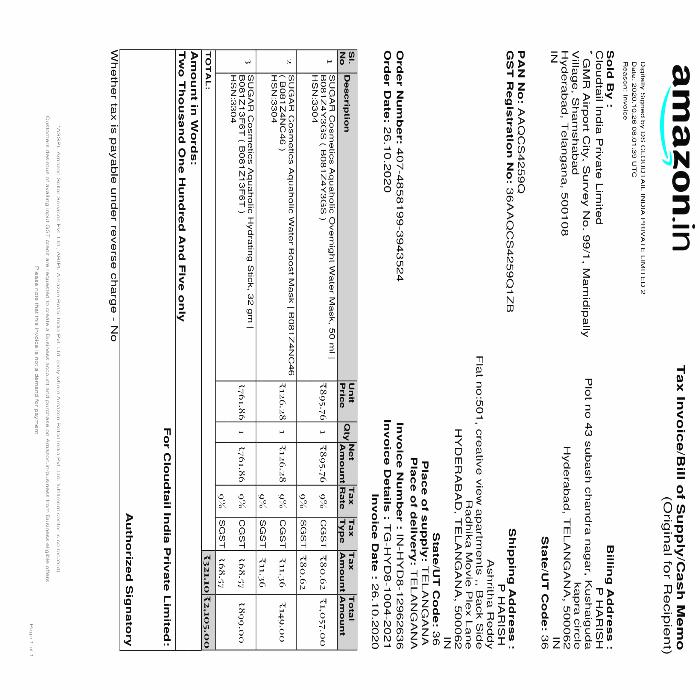 amazon.in
Tax Invoice/Bill of Supply/Cash Memo
(Original for Recipient)
Digitally Signed by DS CLOUDTAIL INDIA PRIVATE LIMITED 2
Date: 2020.10.26 08:01:39 UTC
Reason: Invoice
Sold By :
Cloudtail India Private Limited
* GMR Airport City, Survey No. 99/1, Mamidipally
Village, Shamshabad
Hyderabad, Telangana, 500108
IN
Billing Address :
P HARISH
Plot no 43 subash chandra nagar, Kushaiguda
kapra circle
Hyderabad, TELANGANA, 500062
IN
State/UT Code: 36
PAN No: AAQCS4259Q
GST Registration No: 36AAQCS4259Q1ZB
Shipping Address :
P HARISH
Ashritha Reddy
Flat no:501, creative view apartments ,. Back Side
Radhika Movie Plex Lane
HYDERABAD, TELANGANA, 500062
IN
State/UT Code: 36
Place of supply: TELANGANA
Place of delivery: TELANGANA
Order Number: 407-4858199-3943524
Order Date: 26.10.2020
Invoice Number : IN-HYD8-12962636
Invoice Details : TG-HYD8-1004-2021
Invoice Date : 26.10.2020
Sl. No Description Unit Price Qty Net Amount Tax Rate Tax Type Tax Amount Total Amount
1 SUGAR Cosmetics Aquaholic Overnight Water Mask, 50 ml | ₹895.76 1 ₹895.76 9% CGST ₹80.62 ₹1,057.00
B081Z4Y3GS ( B081Z4Y3GS )
HSN:3304 9% SGST ₹80.62
2 SUGAR Cosmetics Aquaholic Water Boost Mask | B081Z4NC46 ₹126.28 1 ₹126.28 9% CGST ₹11.36 ₹149.00
( B081Z4NC46 )
HSN:3304 9% SGST ₹11.36
3 SUGAR Cosmetics Aquaholic Hydrating Stick, 32 gm | ₹761.86 1 ₹761.86 9% CGST ₹68.57 ₹899.00
B081Z13F6T ( B081Z13F6T )
HSN:3304 9% SGST ₹68.57
TOTAL: ₹321.10 ₹2,105.00
Amount in Words:
Two Thousand One Hundred And Five only
For Cloudtail India Private Limited:
Authorized Signatory
Whether tax is payable under reverse charge - No
Please note that this invoice is not a demand for payment
Page 1 of 1